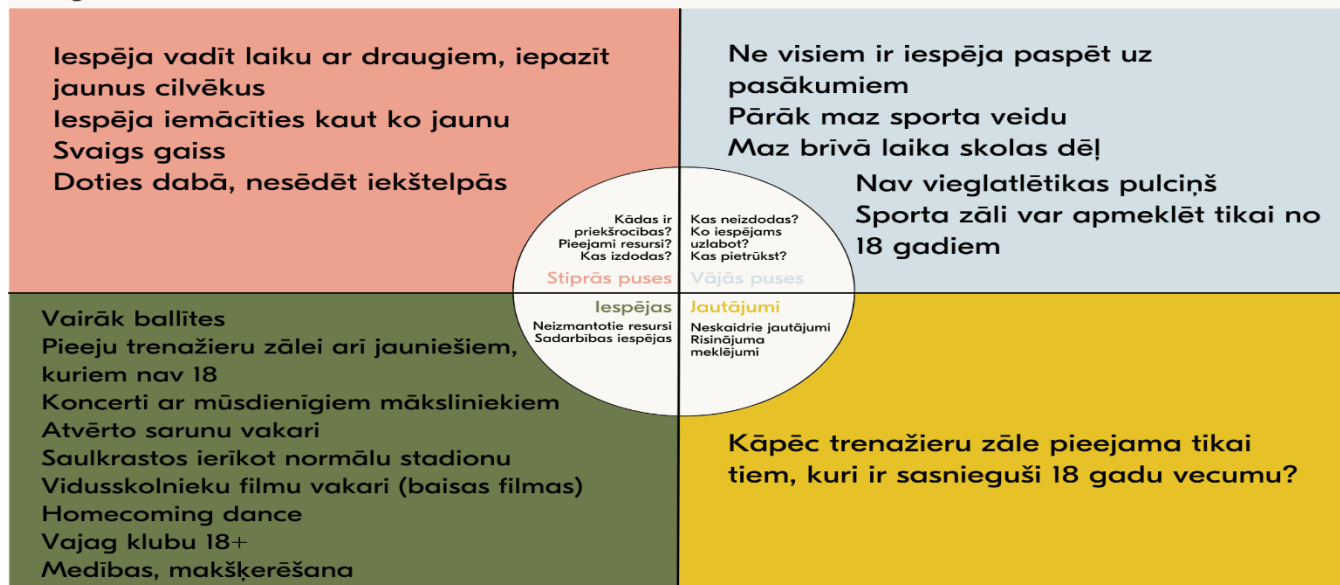 Iespēja vadīt laiku ar draugiem, iepazīt
jaunus cilvēkus
Iespēja iemācīties kaut ko jaunu
Svaigs gaiss
Doties dabā, nesēdēt iekštelpās
Ne visiem ir iespēja paspēt uz
pasākumiem
Pārāk maz sporta veidu
Maz brīvā laika skolas dēļ
Nav vieglatlētikas pulciņš
Sporta zāli var apmeklēt tikai no
18 gadiem
Kādas ir
priekšrocības?
Pieejami resursi?
Kas izdodas?
Stiprās puses
Kas neizdodas?
Ko iespējams
uzlabot?
Kas pietrūkst?
Vājās puses
Iespējas
Neizmantotie resursi
Sadarbības iespējas
Jautājumi
Neskaidrie jautājumi
Risinājuma
meklējumi
Vairāk ballītes
Pieeju trenažieru zālei arī jauniešiem,
kuriem nav 18
Koncerti ar mūsdienīgiem māksliniekiem
Atvērto sarunu vakari
Saulkrastos ierīkot normālu stadionu
Vidusskolnieku filmu vakari (baisas filmas)
Homecoming dance
Vajag klubu 18+
Medības, makšķerēšana
Kāpēc trenažieru zāle pieejama tikai
tiem, kuri ir sasnieguši 18 gadu vecumu?